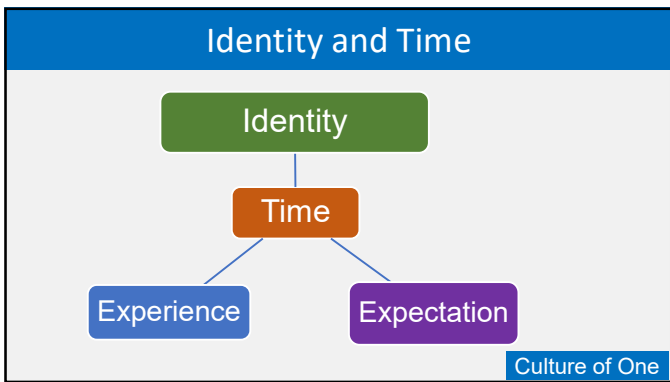 Identity and Time
Identity
Time
Experience
Expectation
Culture of One